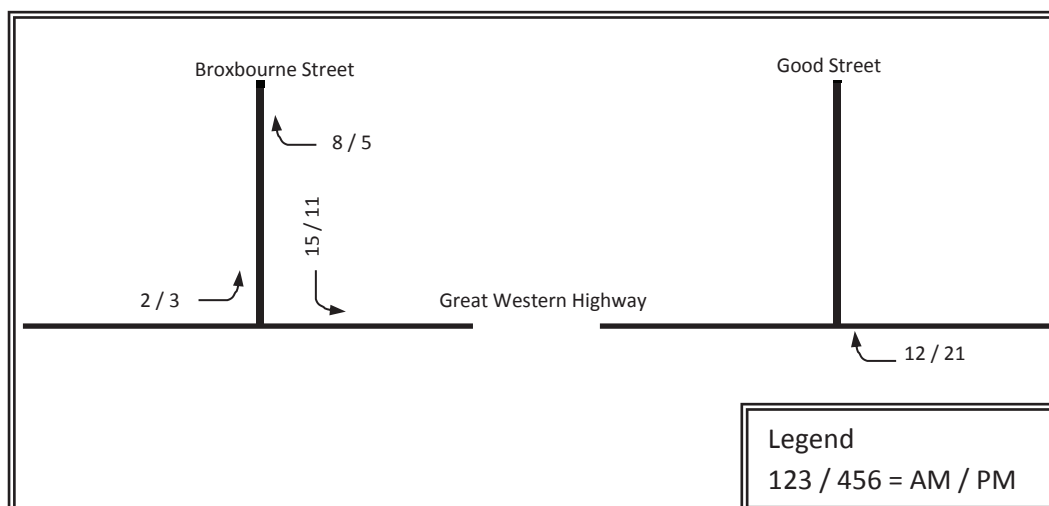 Broxbourne Street
Good Street
8 / 5
15 / 11
2 / 3
Great Western Highway
12 / 21
Legend
123 / 456 = AM / PM